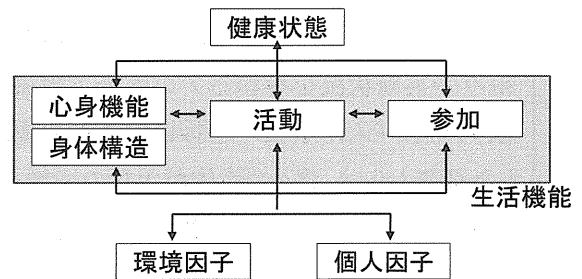 健康状態
心身機能
活動
参加
身体構造
生活機能
環境因子
個人因子